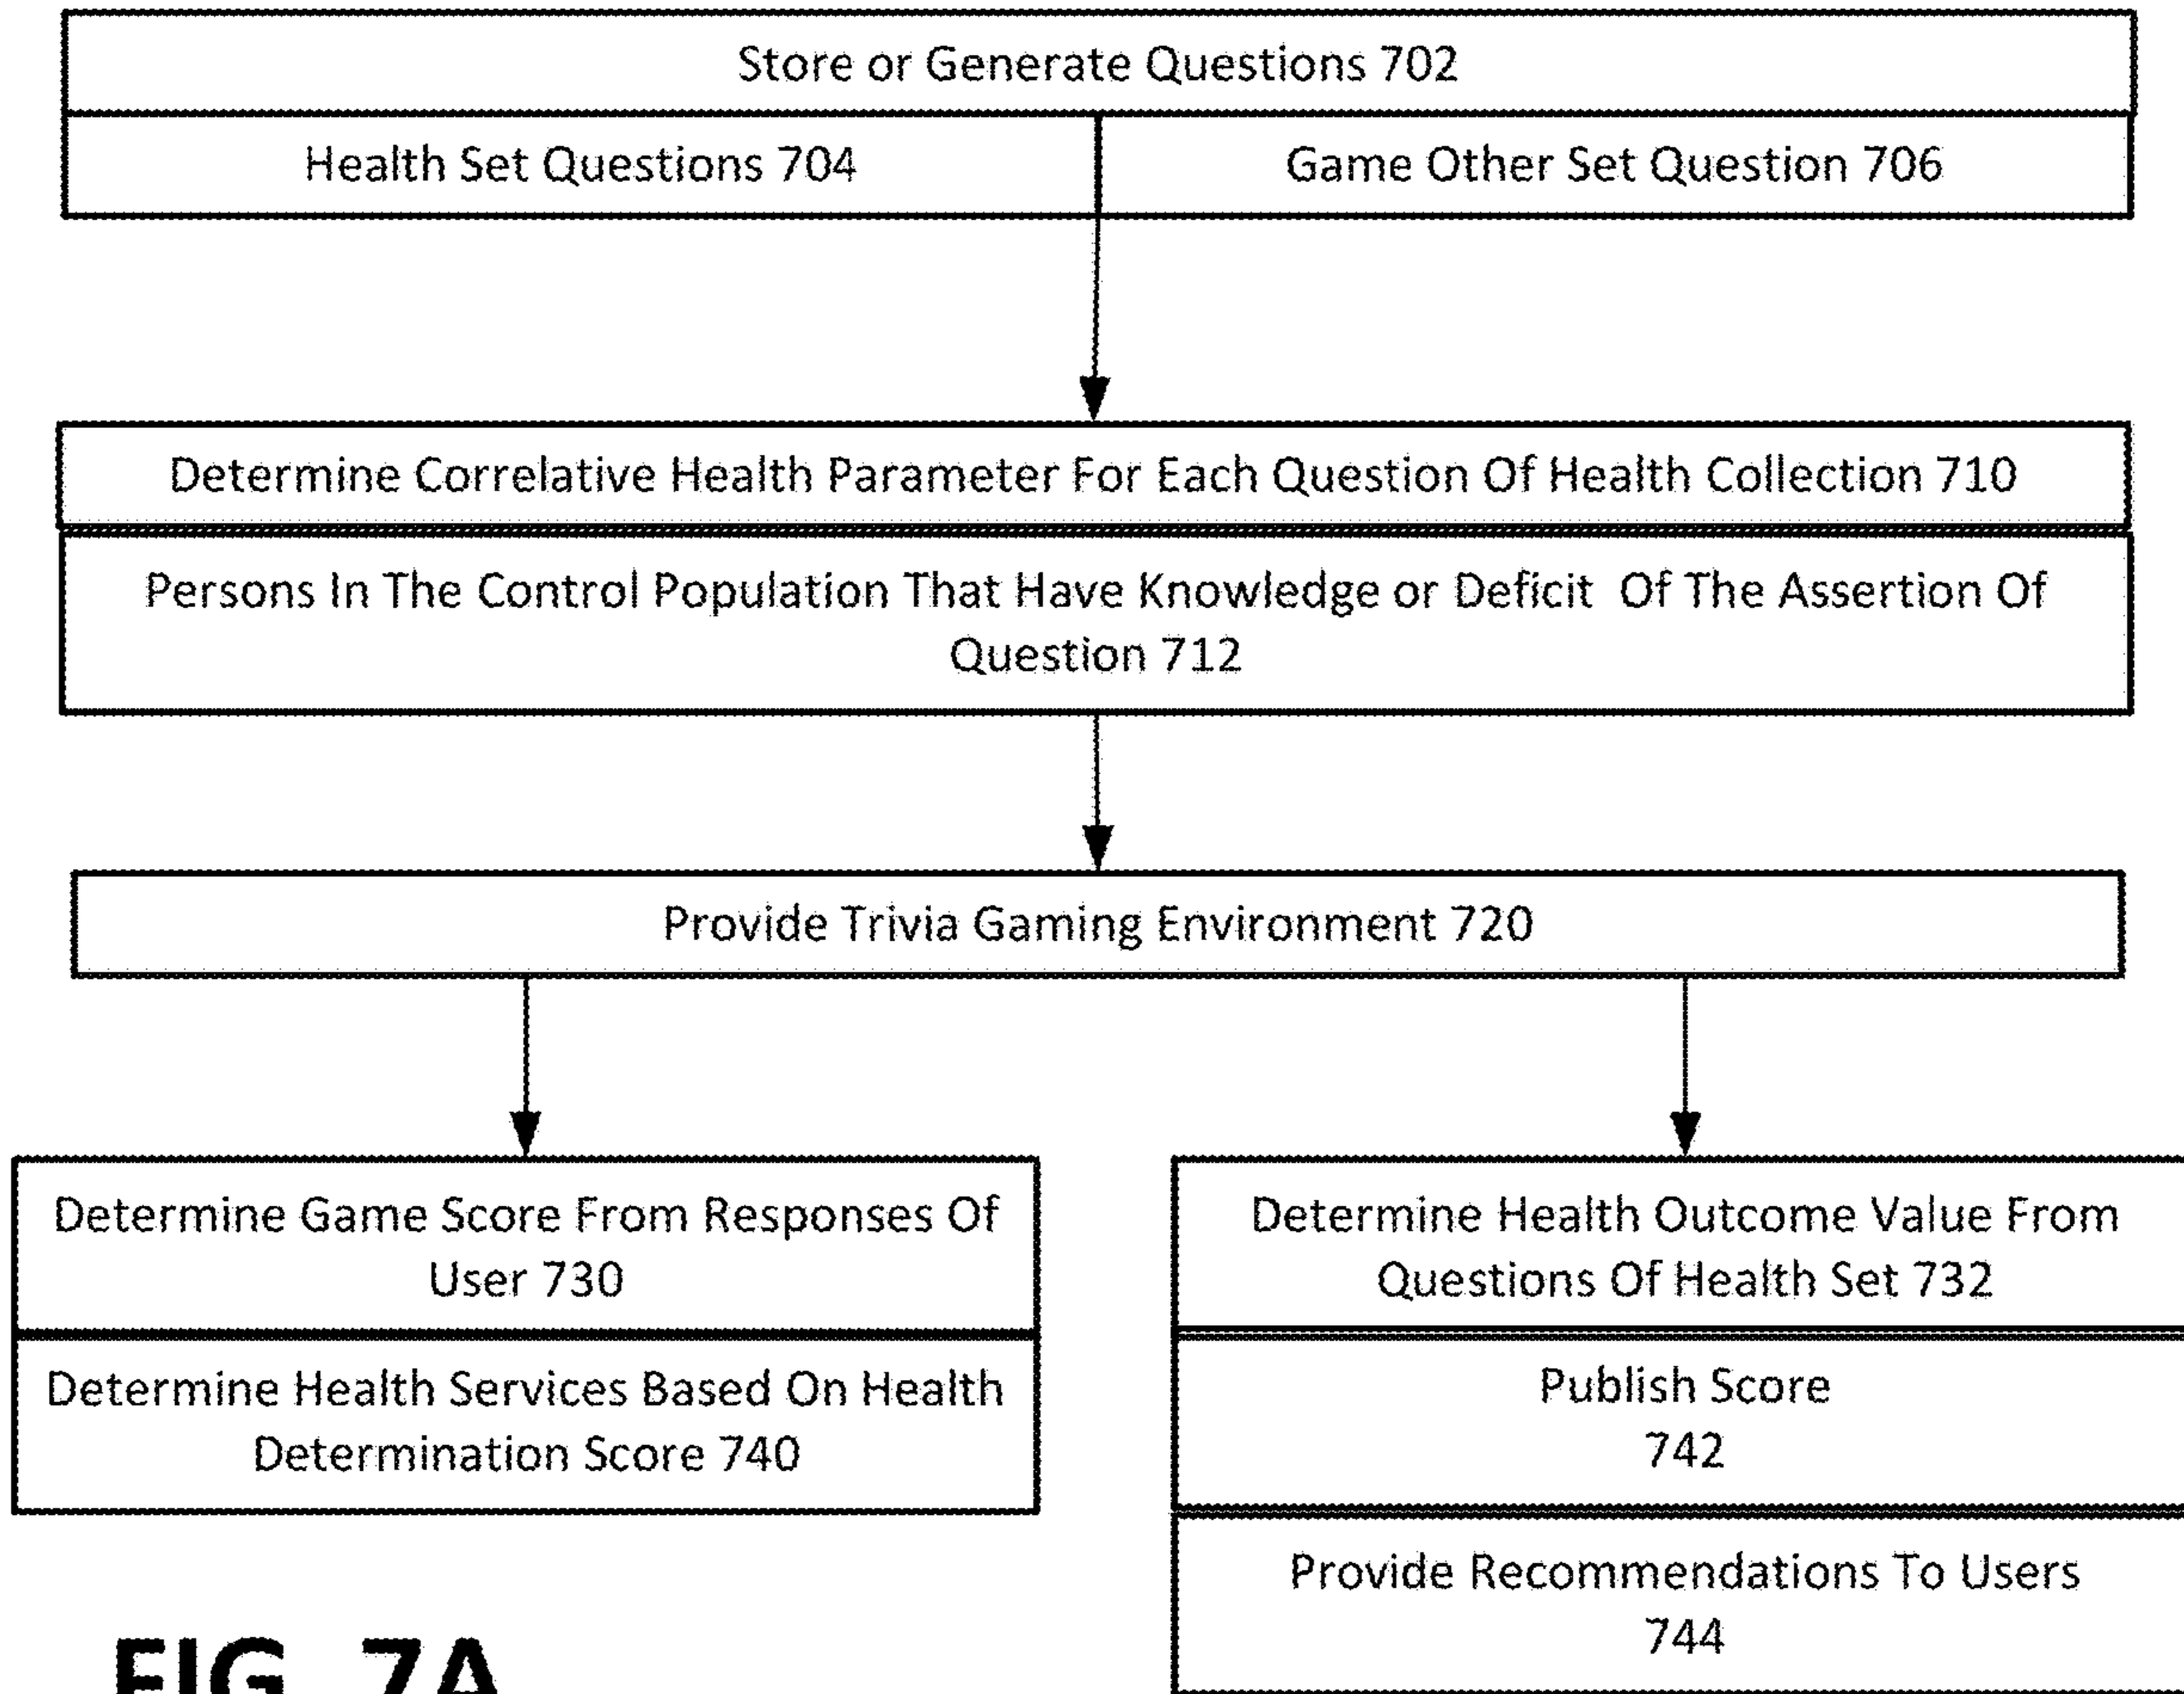 Store or Generate Questions 702
Health Set Questions 704
Game Other Set Question 706
Determine Correlative Health Parameter For Each Question Of Health Collection 710
Persons In The Control Population That Have Knowledge or Deficit Of The Assertion Of
Question 712
Provide Trivia Gaming Environment 720
Determine Game Score From Responses Of
User 730
Determine Health Services Based On Health
Determination Score 740
Determine Health Outcome Value From
Questions Of Health Set 732
Publish Score
742
Provide Recommendations To Users
744
FIG. 7A